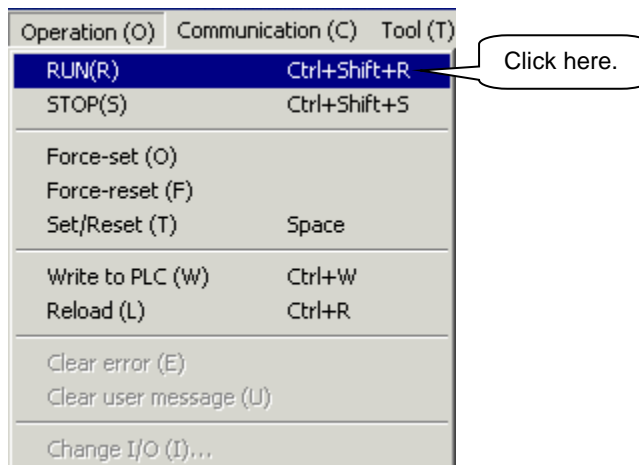 Operation (O) Communication (C) Tool (T)
RUN(R) Ctrl+Shift+R
Click here.
STOP(S) Ctrl+Shift+S
Force-set (O)
Force-reset (F)
Set/Reset (T) Space
Write to PLC (W) Ctrl+W
Reload (L) Ctrl+R
Clear error (E)
Clear user message (U)
Change I/O (I)...